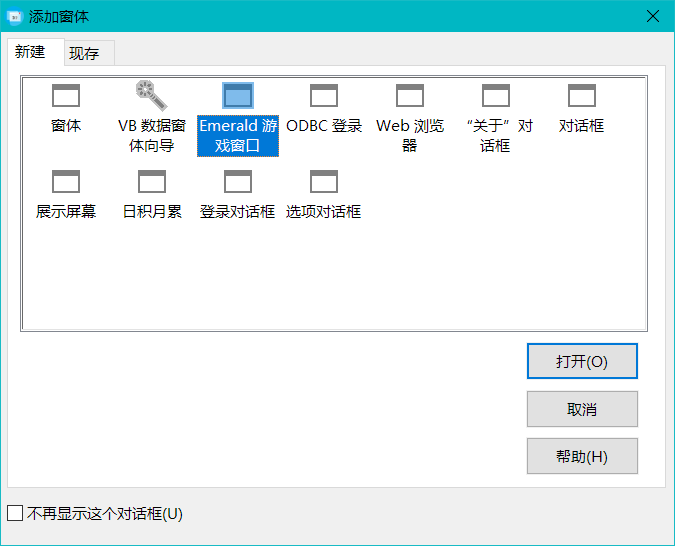 添加窗体
新建 现存
窗体 VB 数据窗 Emerald 游 ODBC 登录 Web 浏览 “关于”对 对话框
体向导 戏窗口 器 话框
展示屏幕 日积月累 登录对话框 选项对话框
打开(O)
取消
帮助(H)
不再显示这个对话框(U)